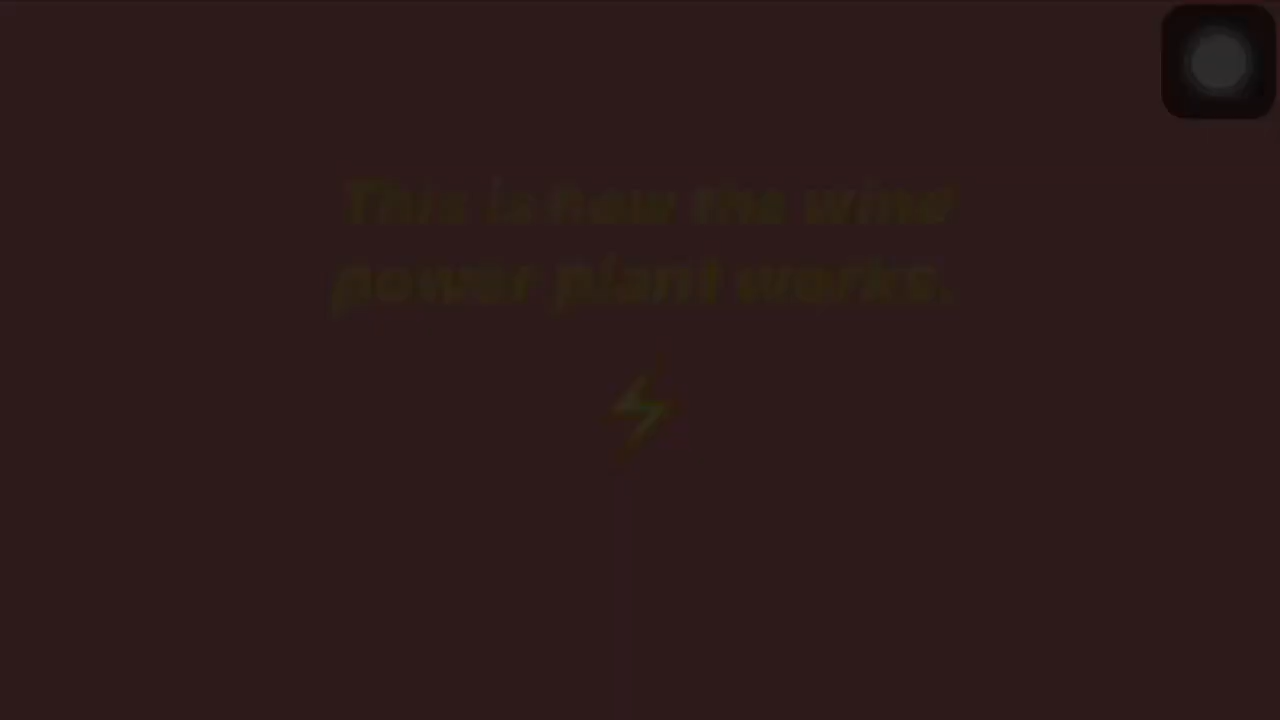 This is how the wind
power plant works.
⚡